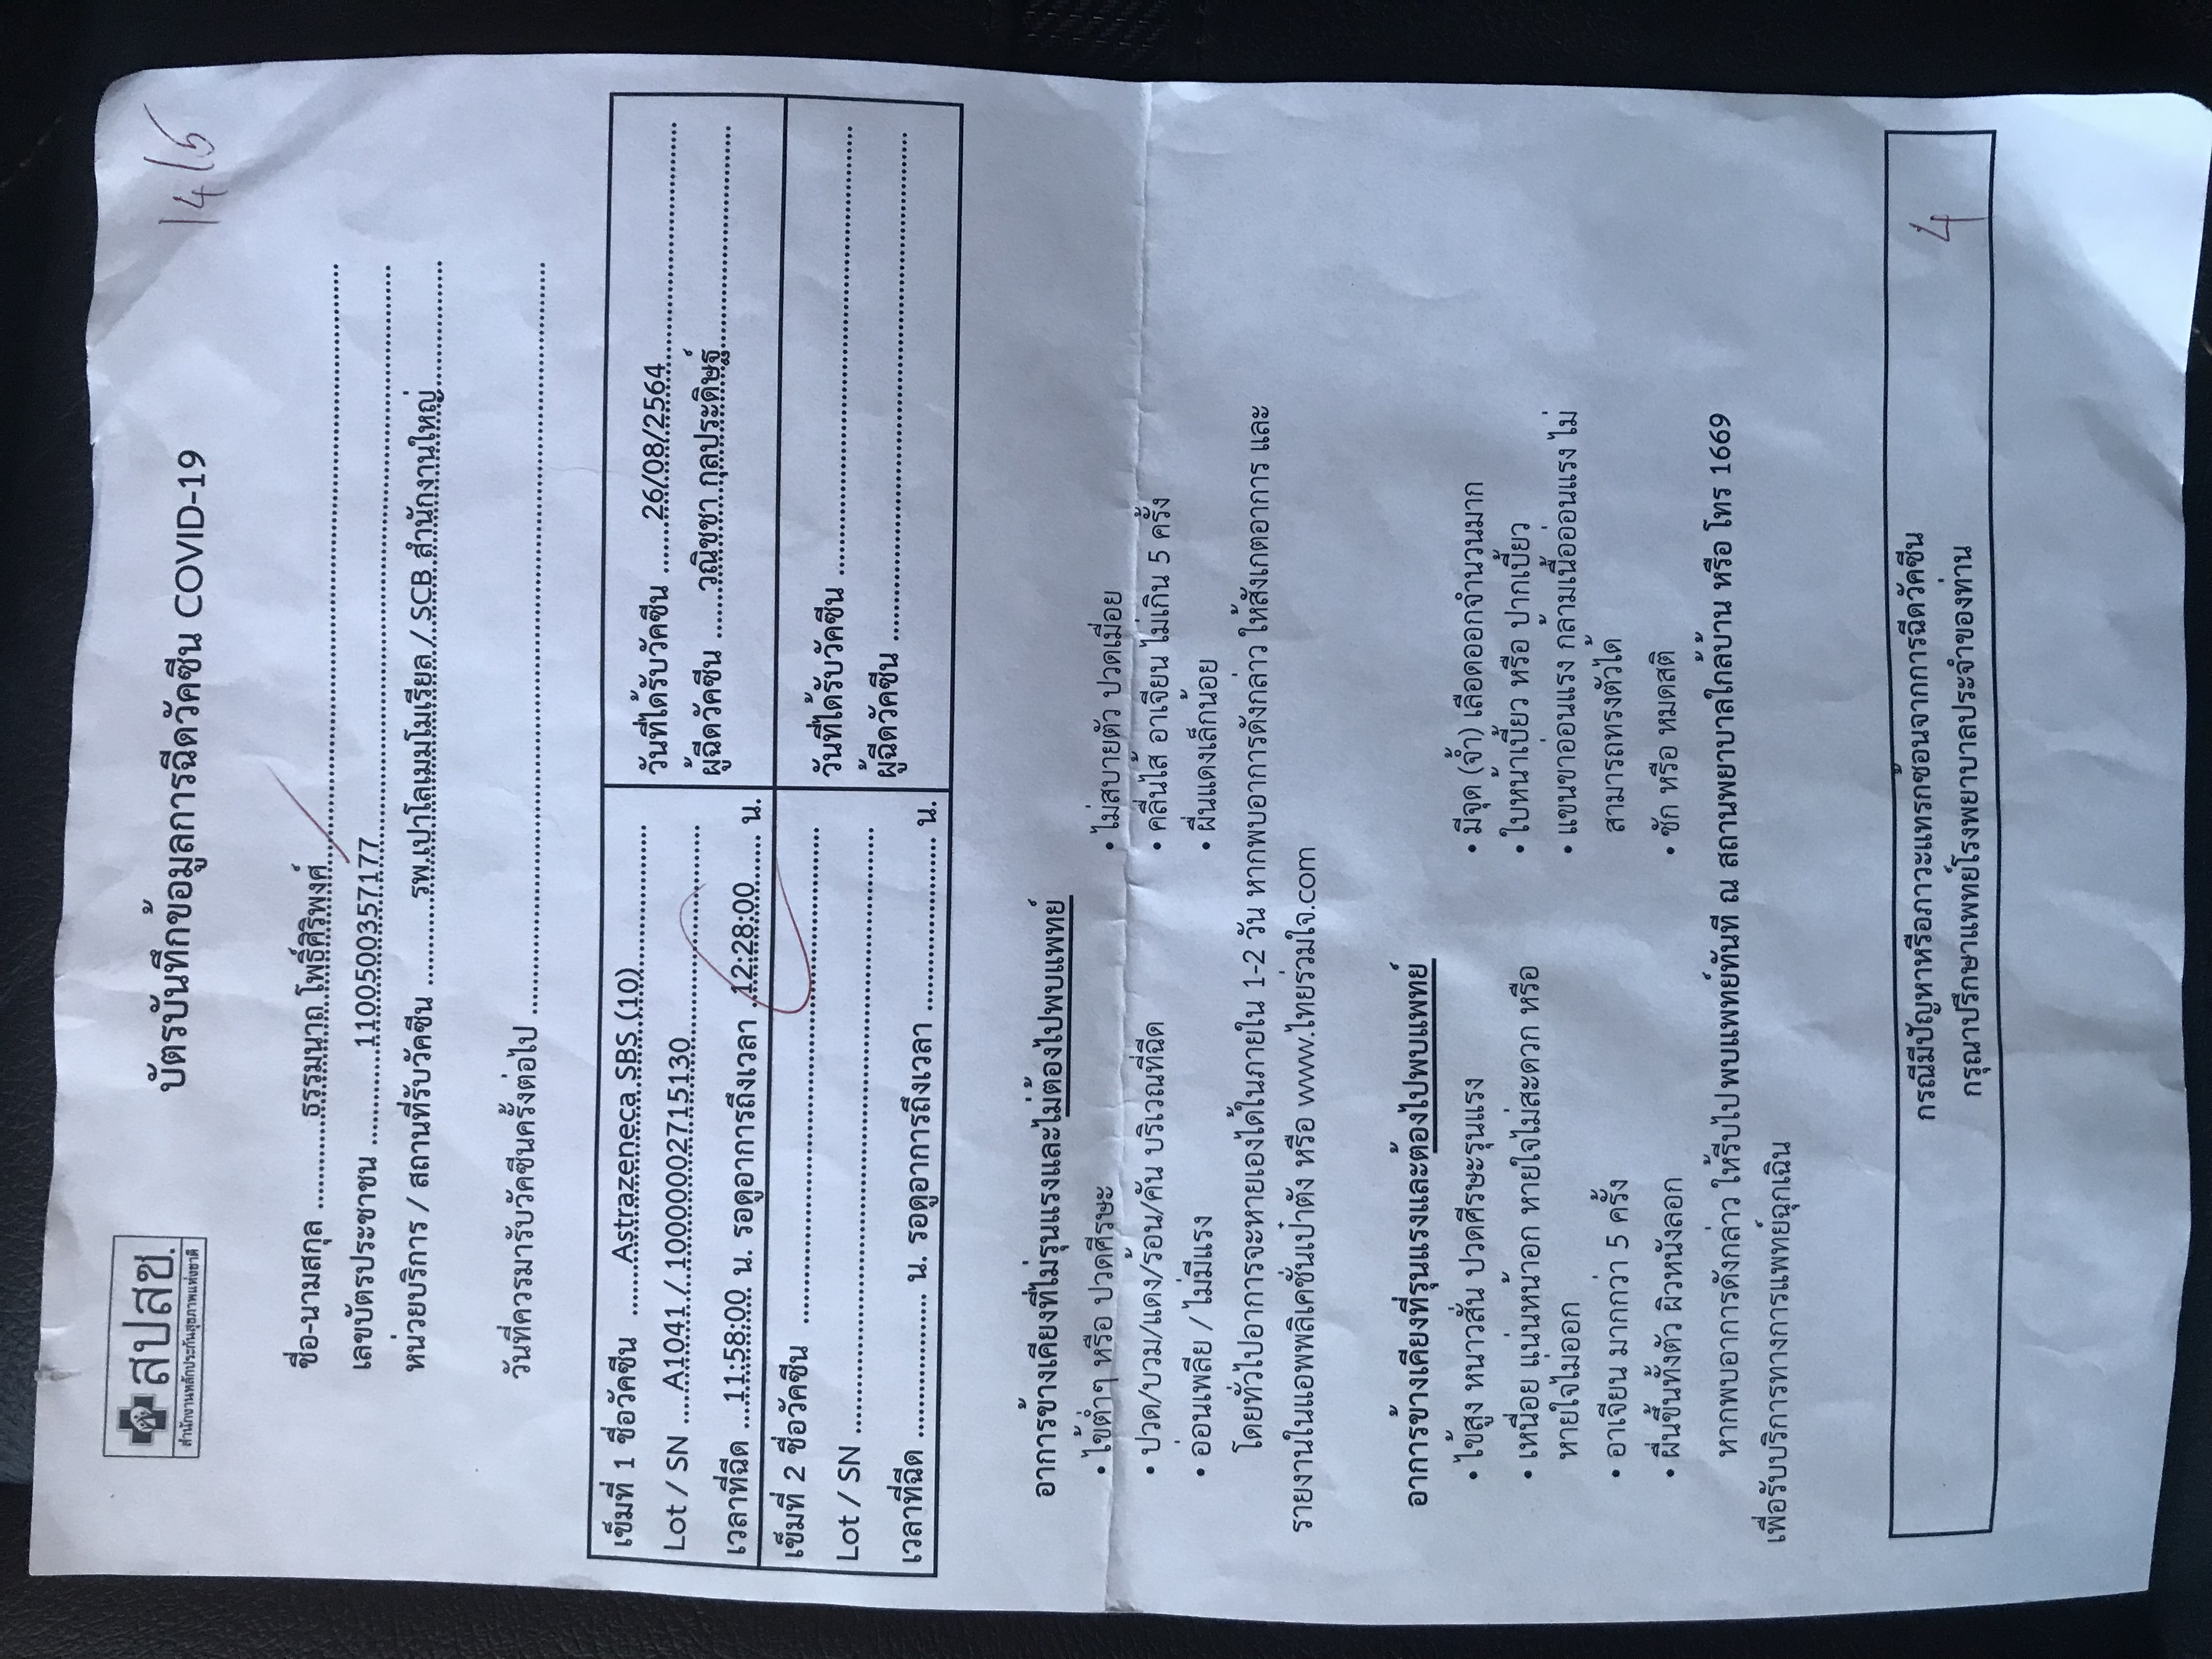 สปสช.
สำนักงานหลักประกันสุขภาพแห่งชาติ
บัตรบันทึกข้อมูลการฉีดวัคซีน COVID-19
14/5
ชื่อ-นามสกุล ............ธรรมนาถ โพธิ์ศิริพงศ์............
เลขบัตรประชาชน ............1100500357177............
หน่วยบริการ / สถานที่รับวัคซีน ...........รพ.เปาโลเมมโมเรียล / SCB สำนักงานใหญ่............
วันที่ควรมารับวัคซีนครั้งต่อไป ............
เข็มที่ 1 ชื่อวัคซีน .......Astrazeneca SBS (10)............
Lot / SN ....A1041 / 10000002715130............
เวลาที่ฉีด ....11:58:00 น. รอดูอาการถึงเวลา ..12:28:00...... น.
วันที่ได้รับวัคซีน .......26/08/2564............
ผู้ฉีดวัคซีน ......วณิชชา กุลประดิษฐ์............
เข็มที่ 2 ชื่อวัคซีน ............
Lot / SN ............
เวลาที่ฉีด ............ น. รอดูอาการถึงเวลา ............ น.
วันที่ได้รับวัคซีน ............
ผู้ฉีดวัคซีน ............
อาการข้างเคียงที่ไม่รุนแรงและไม่ต้องไปพบแพทย์
• ไข้ต่ำๆ หรือ ปวดศีรษะ
• ปวด/บวม/แดง/ร้อน/คัน บริเวณที่ฉีด
• อ่อนเพลีย / ไม่มีแรง
• ไม่สบายตัว ปวดเมื่อย
• คลื่นไส้ อาเจียน ไม่เกิน 5 ครั้ง
• ผื่นแดงเล็กน้อย
โดยทั่วไปอาการจะหายเองได้ในภายใน 1-2 วัน หากพบอาการดังกล่าว ให้สังเกตอาการ และ
รายงานในแอพพลิเคชั่นเป๋าตัง หรือ www.ไทยร่วมใจ.com
อาการข้างเคียงที่รุนแรงและต้องไปพบแพทย์
• ไข้สูง หนาวสั่น ปวดศีรษะรุนแรง
• เหนื่อย แน่นหน้าอก หายใจไม่สะดวก หรือ
หายใจไม่ออก
• อาเจียน มากกว่า 5 ครั้ง
• ผื่นขึ้นทั้งตัว ผิวหนังลอก
• มีจุด (จ้ำ) เลือดออกจำนวนมาก
• ใบหน้าเบี้ยว หรือ ปากเบี้ยว
• แขนขาอ่อนแรง กล้ามเนื้ออ่อนแรง ไม่
สามารถทรงตัวได้
• ชัก หรือ หมดสติ
หากพบอาการดังกล่าว ให้รีบไปพบแพทย์ทันที ณ สถานพยาบาลใกล้บ้าน หรือ โทร 1669
เพื่อรับบริการทางการแพทย์ฉุกเฉิน
กรณีมีปัญหาหรือภาวะแทรกซ้อนจากการฉีดวัคซีน
กรุณาปรึกษาแพทย์โรงพยาบาลประจำของท่าน
4